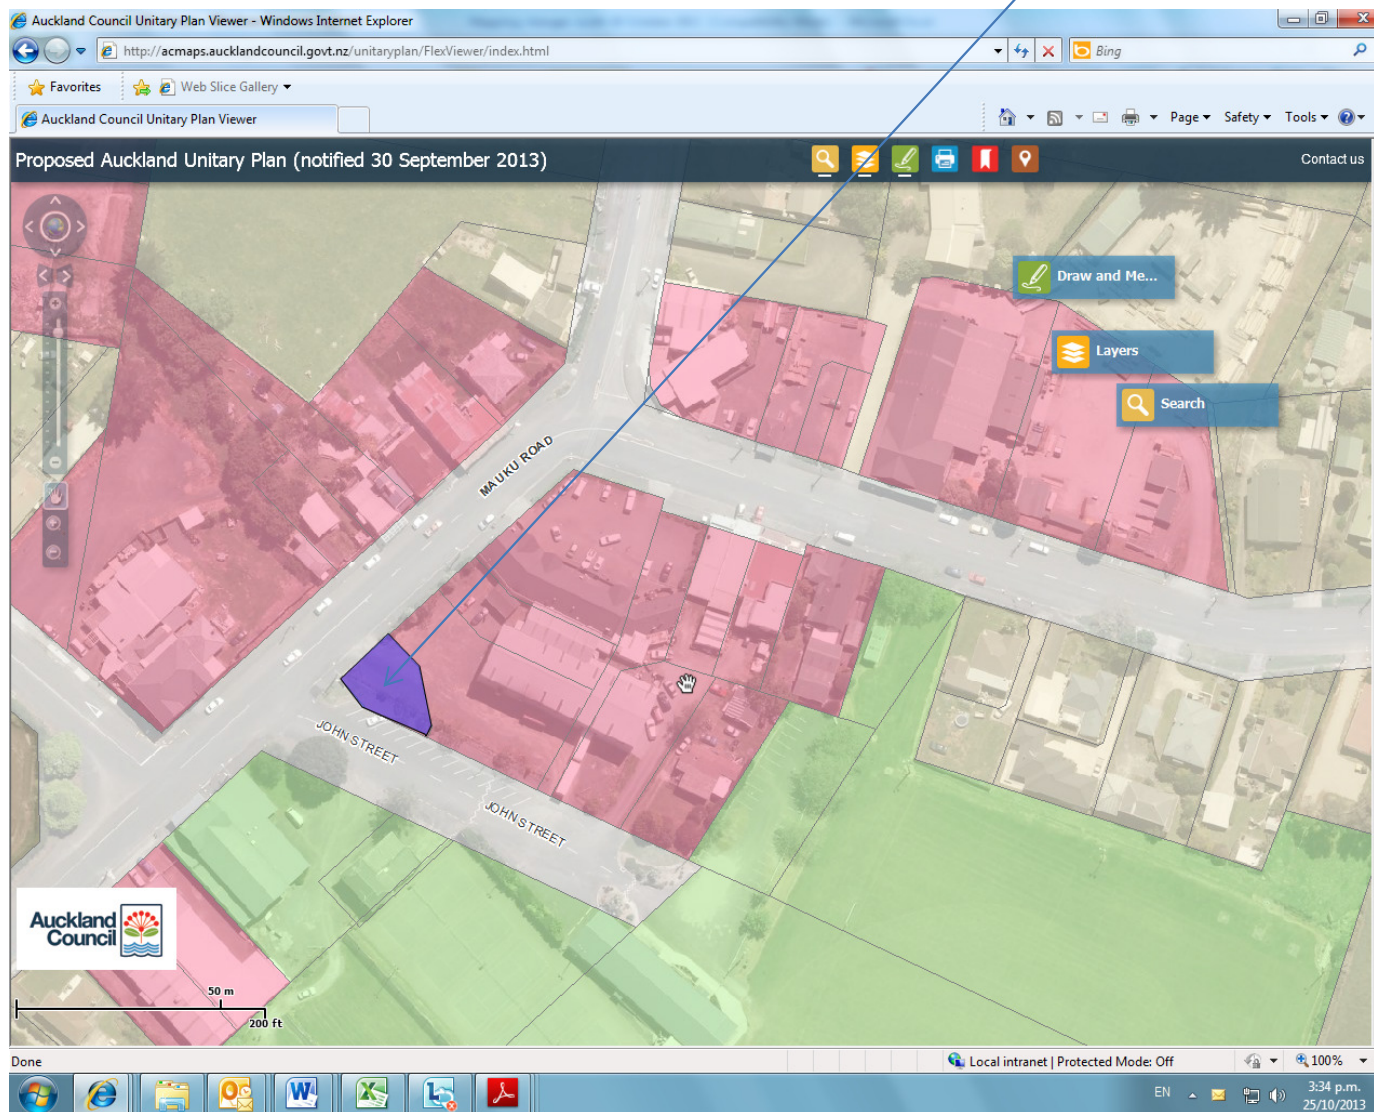 Auckland Council Unitary Plan Viewer - Windows Internet Explorer
http://acmaps.aucklandcouncil.govt.nz/unitaryplan/FlexViewer/index.html
Bing
Favorites
Web Slice Gallery
Auckland Council Unitary Plan Viewer
Page
Safety
Tools
Proposed Auckland Unitary Plan (notified 30 September 2013)
Contact us
Draw and Me...
Layers
Search
MAUKU ROAD
JOHN STREET
JOHN STREET
Auckland
Council
50 m
200 ft
Done
Local intranet | Protected Mode: Off
100%
EN
3:34 p.m.
25/10/2013